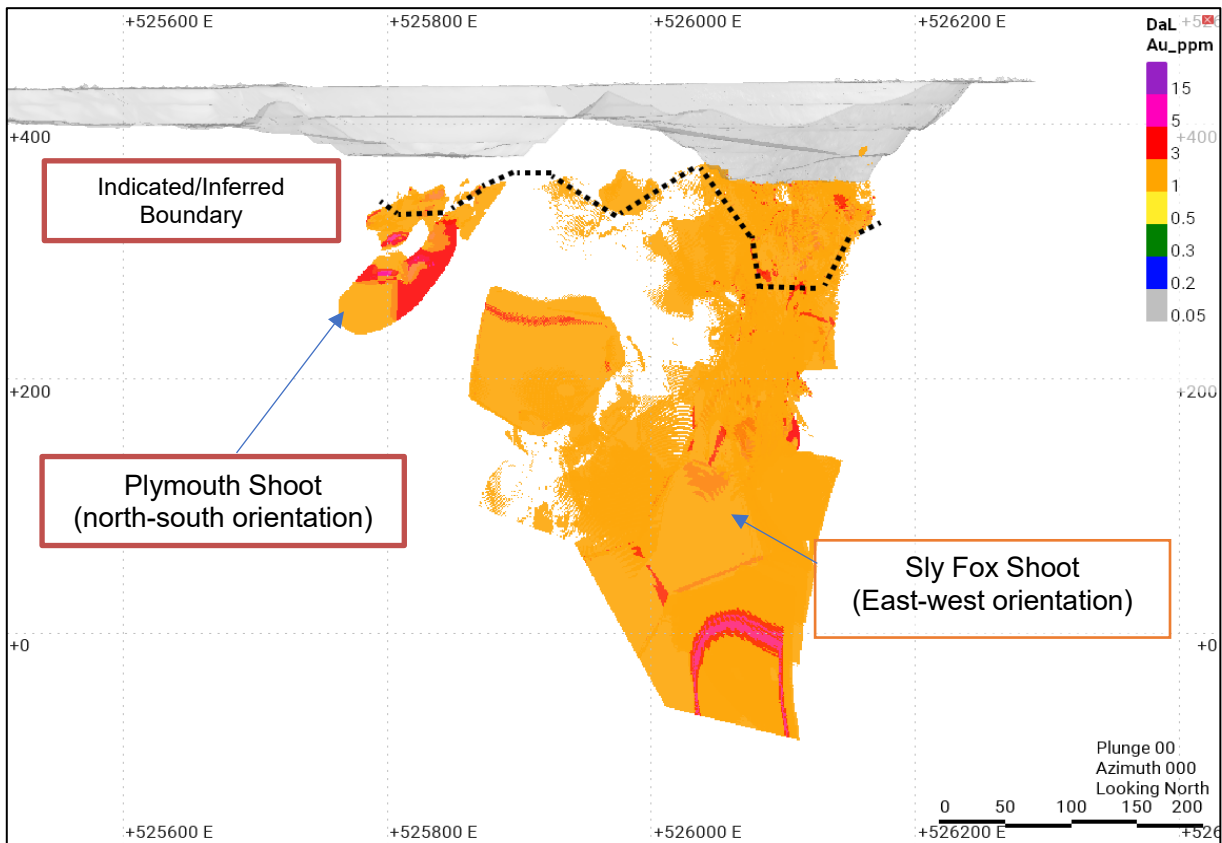 +525600 E
+525800 E
+526000 E
+526200 E
+526
DaL
Au_ppm
15
5
3
1
0.5
0.3
0.2
0.05
+400
+400
Indicated/Inferred
Boundary
+200
+200
Plymouth Shoot
(north-south orientation)
Sly Fox Shoot
(East-west orientation)
+0
+0
Plunge 00
Azimuth 000
Looking North
0 50 100 150 200
+525600 E
+525800 E
+526000 E
+526200 E
+526